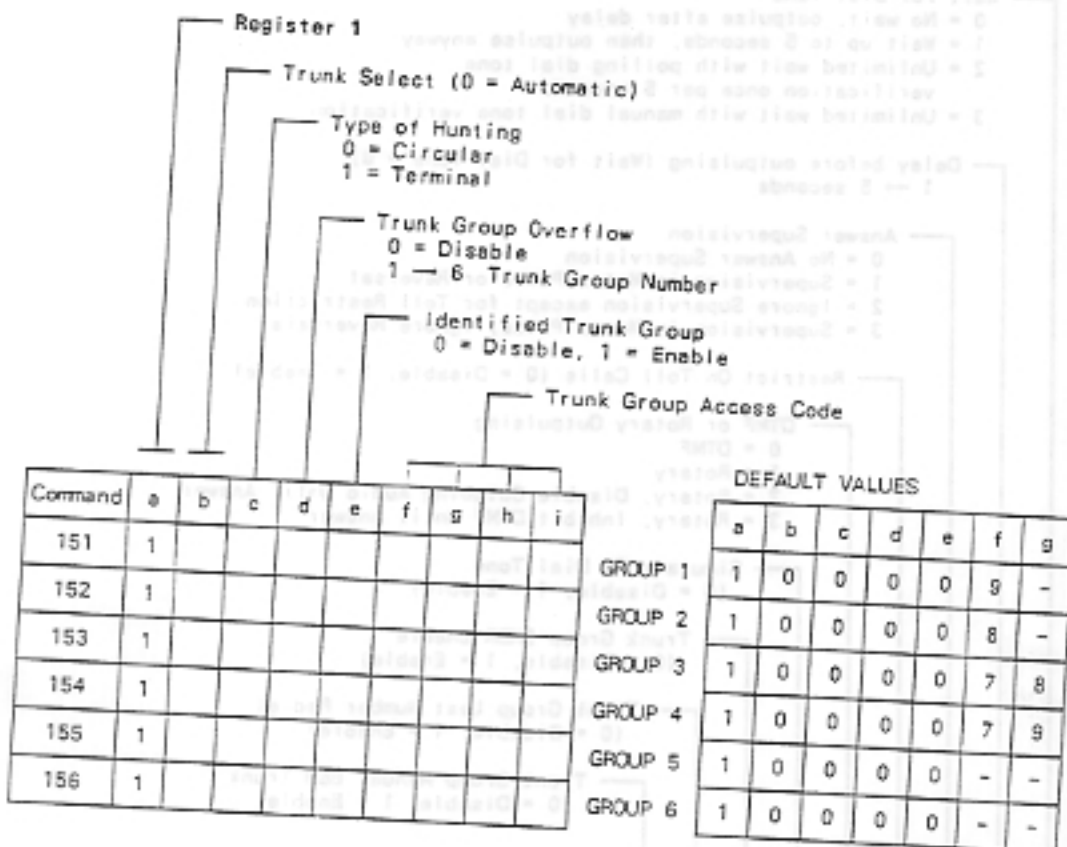 Register 1
Trunk Select (0 = Automatic)
Type of Hunting
0 = Circular
1 = Terminal
Trunk Group Overflow
0 = Disable
1 → 6 Trunk Group Number
Identified Trunk Group
0 = Disable, 1 = Enable
Trunk Group Access Code
Command a b c d e f g h i
151 1
152 1
153 1
154 1
155 1
156 1
DEFAULT VALUES
a b c d e f g
GROUP 1 1 0 0 0 0 9 -
GROUP 2 1 0 0 0 0 8 -
GROUP 3 1 0 0 0 0 7 8
GROUP 4 1 0 0 0 0 7 9
GROUP 5 1 0 0 0 0 - -
GROUP 6 1 0 0 0 0 - -